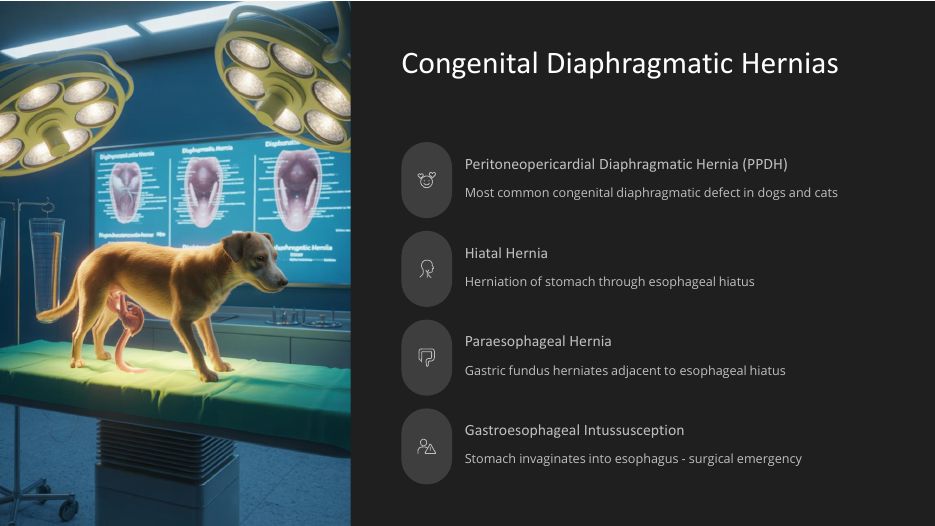 Congenital Diaphragmatic Hernias
Peritoneopericardial Diaphragmatic Hernia (PPDH)
Most common congenital diaphragmatic defect in dogs and cats
Hiatal Hernia
Herniation of stomach through esophageal hiatus
Paraesophageal Hernia
Gastric fundus herniates adjacent to esophageal hiatus
Gastroesophageal Intussusception
Stomach invaginates into esophagus - surgical emergency